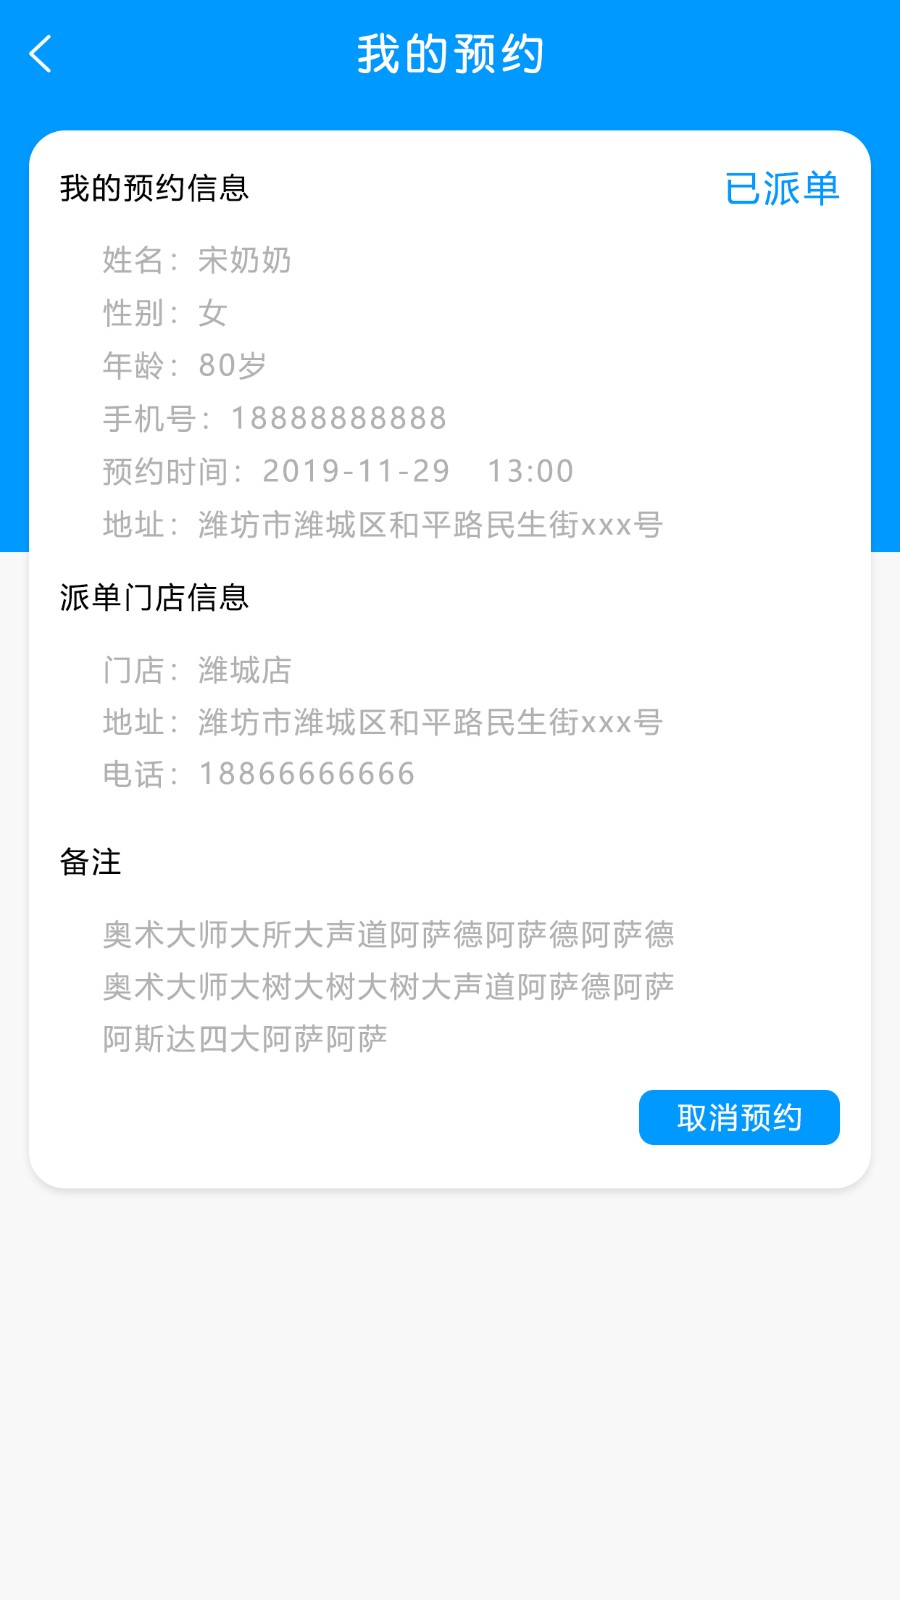 我的预约
我的预约信息 已派单
姓名：宋奶奶
性别：女
年龄：80岁
手机号：18888888888
预约时间：2019-11-29 13:00
地址：潍坊市潍城区和平路民生街xxx号
派单门店信息
门店：潍城店
地址：潍坊市潍城区和平路民生街xxx号
电话：18866666666
备注
奥术大师大所大声道阿萨德阿萨德阿萨德
奥术大师大树大树大树大声道阿萨德阿萨
阿斯达四大阿萨阿萨
取消预约